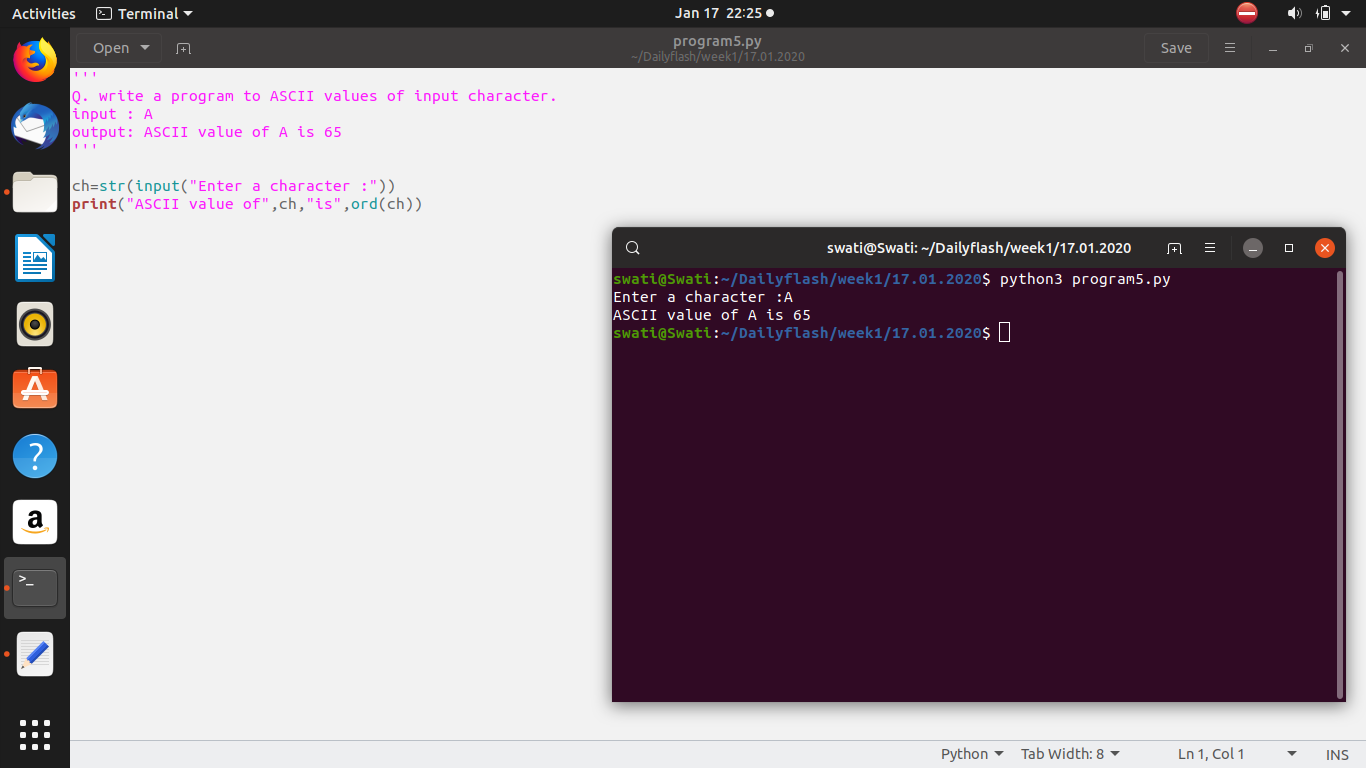 Activities Terminal Jan 17 22:25
Open program5.py Save
~/Dailyflash/week1/17.01.2020
'''
Q. write a program to ASCII values of input character.
input : A
output: ASCII value of A is 65
'''
ch=str(input("Enter a character :"))
print("ASCII value of",ch,"is",ord(ch))
swati@Swati: ~/Dailyflash/week1/17.01.2020
swati@Swati:~/Dailyflash/week1/17.01.2020$ python3 program5.py
Enter a character :A
ASCII value of A is 65
swati@Swati:~/Dailyflash/week1/17.01.2020$
Python Tab Width: 8 Ln 1, Col 1 INS